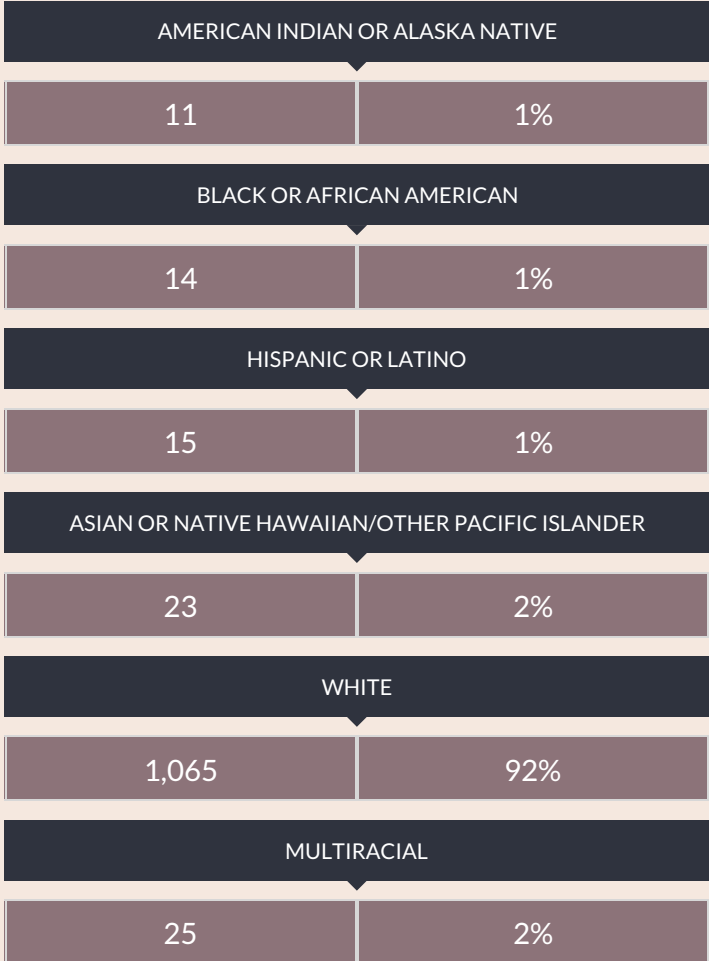 AMERICAN INDIAN OR ALASKA NATIVE
11 1%
BLACK OR AFRICAN AMERICAN
14 1%
HISPANIC OR LATINO
15 1%
ASIAN OR NATIVE HAWAIIAN/OTHER PACIFIC ISLANDER
23 2%
WHITE
1,065 92%
MULTIRACIAL
25 2%